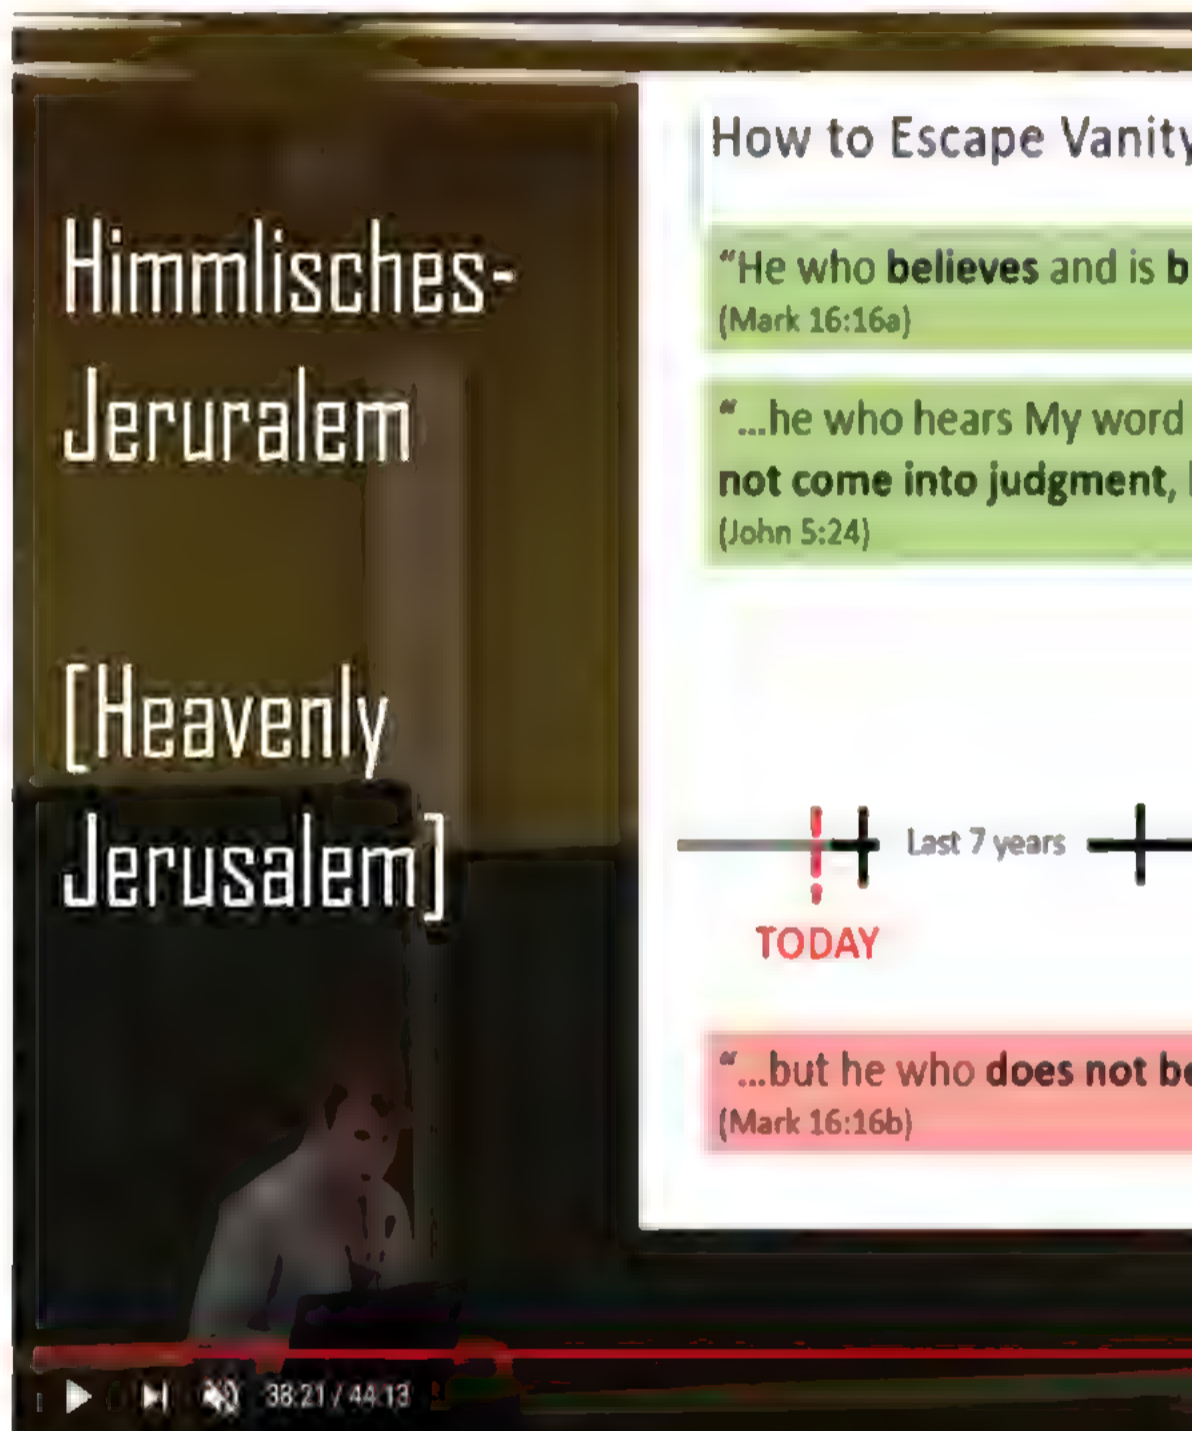 Himmlisches-
Jeruralem
[Heavenly
Jerusalem]
How to Escape Vanity
“He who believes and is b
(Mark 16:16a)
“...he who hears My word
not come into judgment,
(John 5:24)
Last 7 years
TODAY
“...but he who does not be
(Mark 16:16b)
38:21 / 44:13